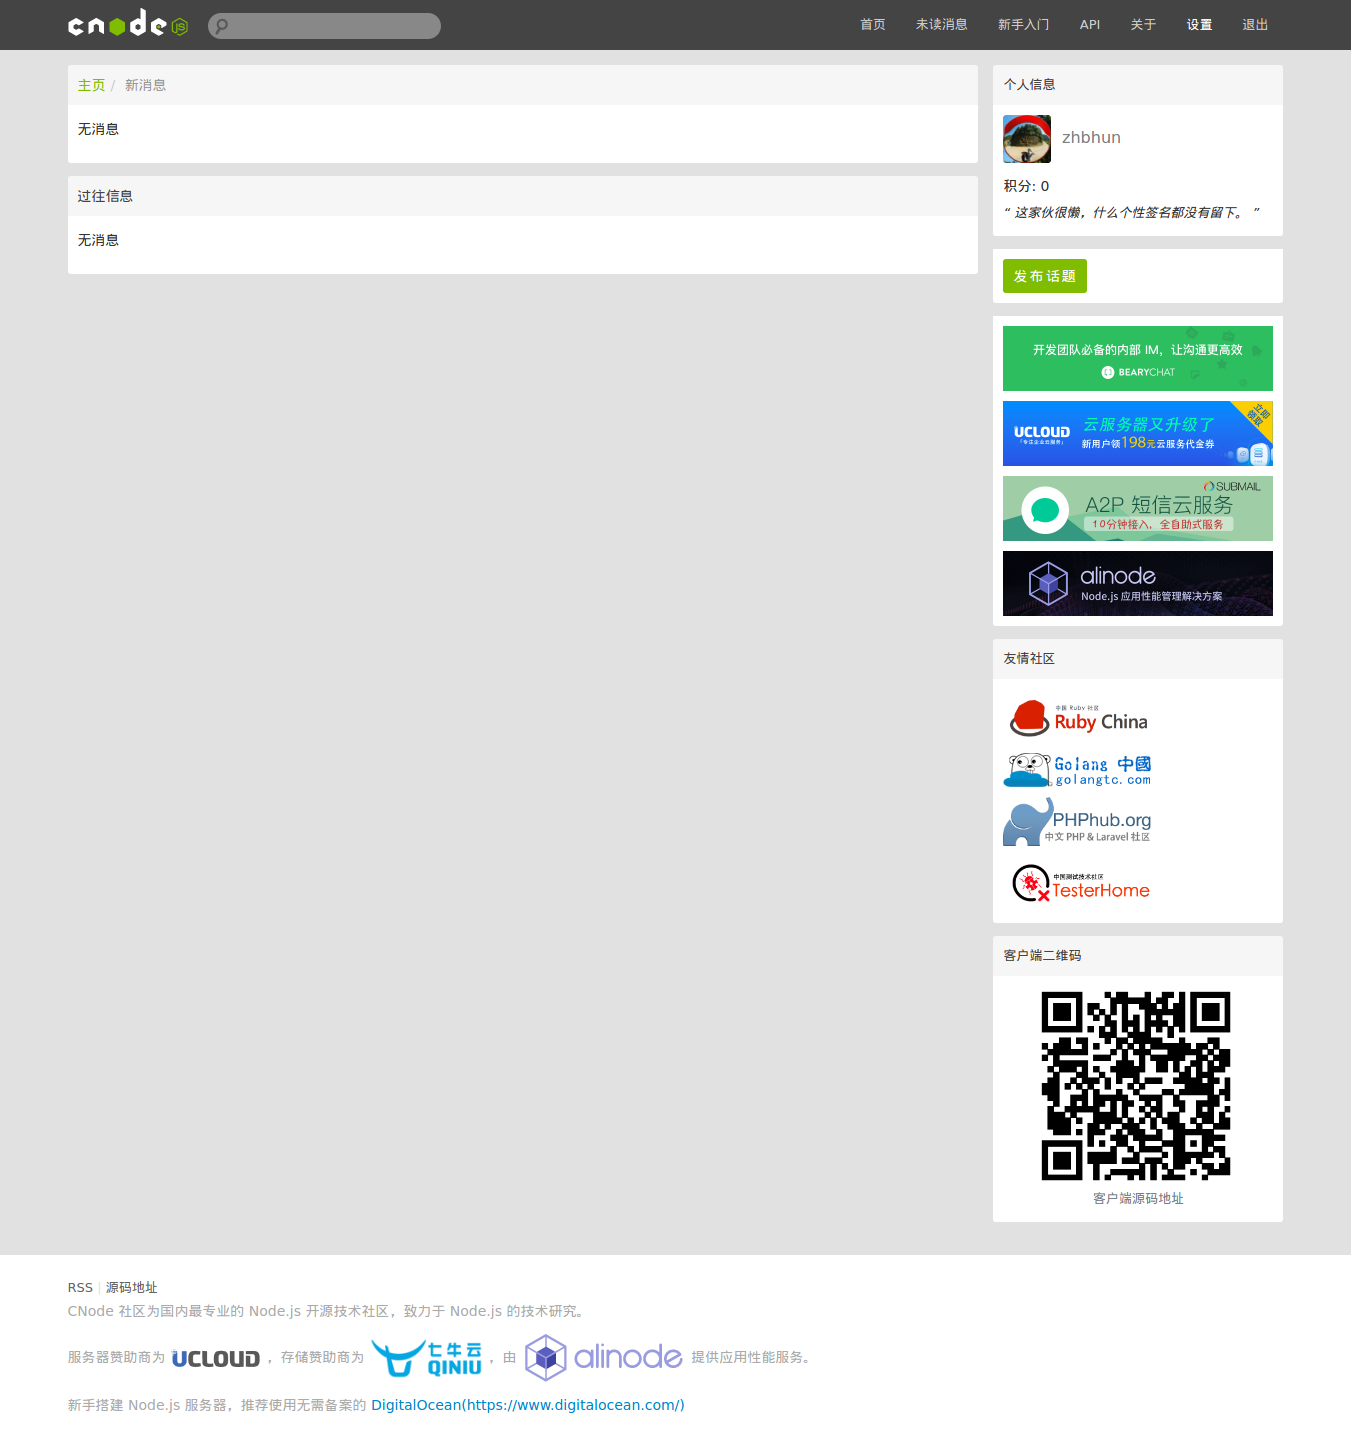 cnode JS
首页 未读消息 新手入门 API 关于 设置 退出
主页 / 新消息
无消息
过往信息
无消息
个人信息
zhbhun
积分: 0
“ 这家伙很懒，什么个性签名都没有留下。 ”
发布话题
开发团队必备的内部 IM，让沟通更高效
BEARYCHAT
立即领取
UCLOUD
「专注企业云服务」
云服务器又升级了
新用户领198元云服务代金券
SUBMAIL
A2P 短信云服务
10分钟接入，全自助式服务
alinode
Node.js 应用性能管理解决方案
友情社区
中国 Ruby 社区
Ruby China
Golang 中國
golangtc.com
PHPhub.org
中文 PHP & Laravel 社区
中国测试技术社区
TesterHome
客户端二维码
客户端源码地址
RSS | 源码地址
CNode 社区为国内最专业的 Node.js 开源技术社区，致力于 Node.js 的技术研究。
服务器赞助商为 UCLOUD ，存储赞助商为 七牛云 QINIU ，由 alinode 提供应用性能服务。
新手搭建 Node.js 服务器，推荐使用无需备案的 DigitalOcean(https://www.digitalocean.com/)